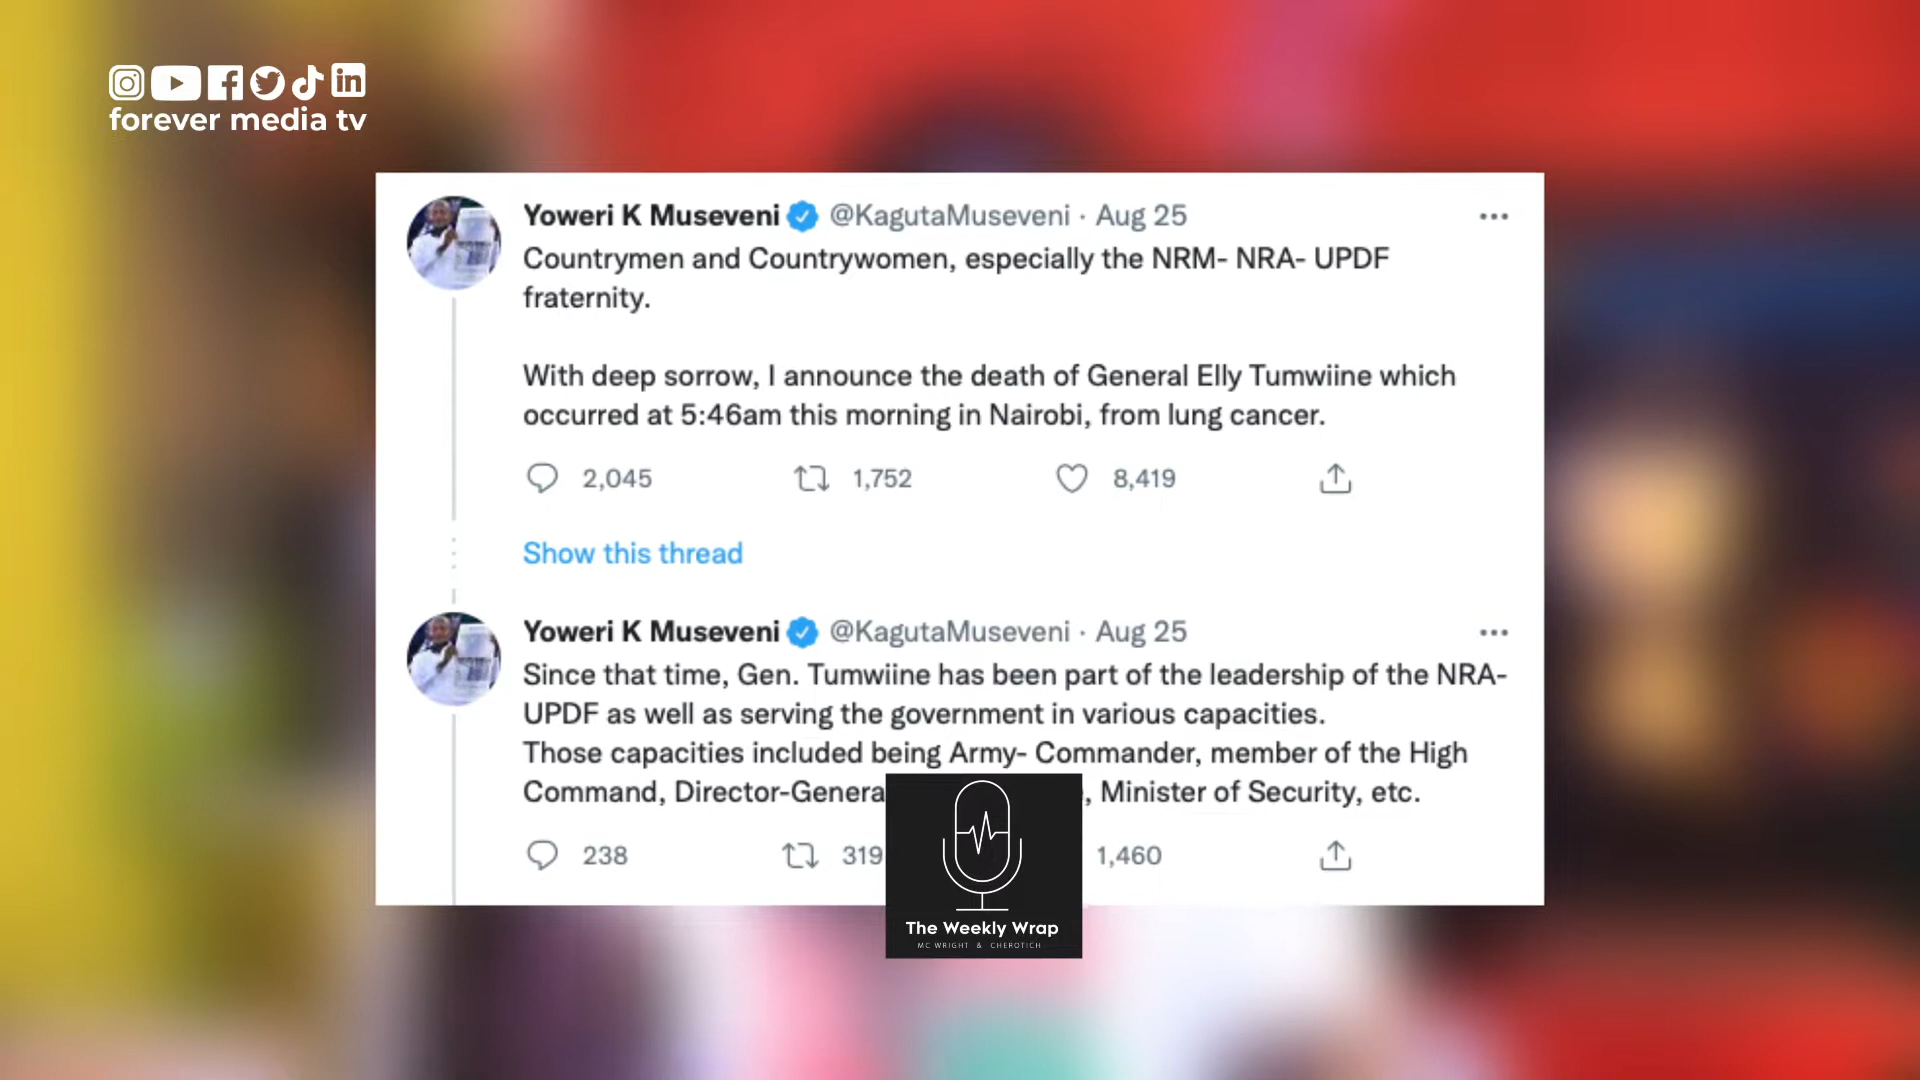 forever media tv
Yoweri K Museveni @KagutaMuseveni · Aug 25
Countrymen and Countrywomen, especially the NRM- NRA- UPDF
fraternity.
With deep sorrow, I announce the death of General Elly Tumwiine which
occurred at 5:46am this morning in Nairobi, from lung cancer.
2,045 1,752 8,419
Show this thread
Yoweri K Museveni @KagutaMuseveni · Aug 25
Since that time, Gen. Tumwiine has been part of the leadership of the NRA-
UPDF as well as serving the government in various capacities.
Those capacities included being Army- Commander, member of the High
Command, Director-Genera , Minister of Security, etc.
238 319 1,460
The Weekly Wrap
MC WRIGHT & CHEROTICH